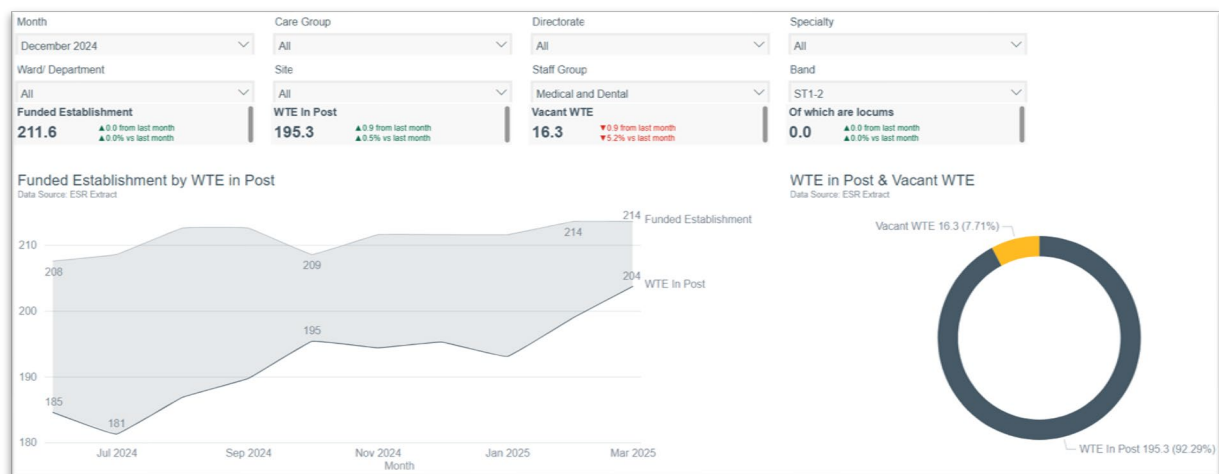 Month
Care Group
Directorate
Specialty
December 2024
All
All
All
Ward/ Department
Site
Staff Group
Band
All
All
Medical and Dental
ST1-2
Funded Establishment
WTE In Post
Vacant WTE
Of which are locums
211.6
▲0.0 from last month
▲0.0% vs last month
195.3
▲0.9 from last month
▲0.5% vs last month
16.3
▼0.9 from last month
▼5.2% vs last month
0.0
▲0.0 from last month
▲0.0% vs last month
Funded Establishment by WTE in Post
Data Source: ESR Extract
WTE in Post & Vacant WTE
Data Source: ESR Extract
214
Funded Establishment
214
Vacant WTE 16.3 (7.71%)
210
208
209
204
WTE In Post
200
195
190
185
181
180
Jul 2024
Sep 2024
Nov 2024
Jan 2025
Mar 2025
Month
WTE In Post 195.3 (92.29%)